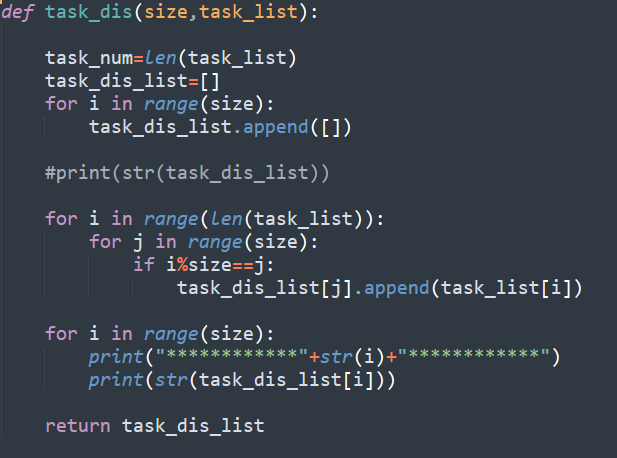 def task_dis(size,task_list):
    task_num=len(task_list)
    task_dis_list=[]
    for i in range(size):
        task_dis_list.append([])
    #print(str(task_dis_list))
    for i in range(len(task_list)):
        for j in range(size):
            if i%size==j:
                task_dis_list[j].append(task_list[i])
    for i in range(size):
        print("************"+str(i)+"************")
        print(str(task_dis_list[i]))
    return task_dis_list